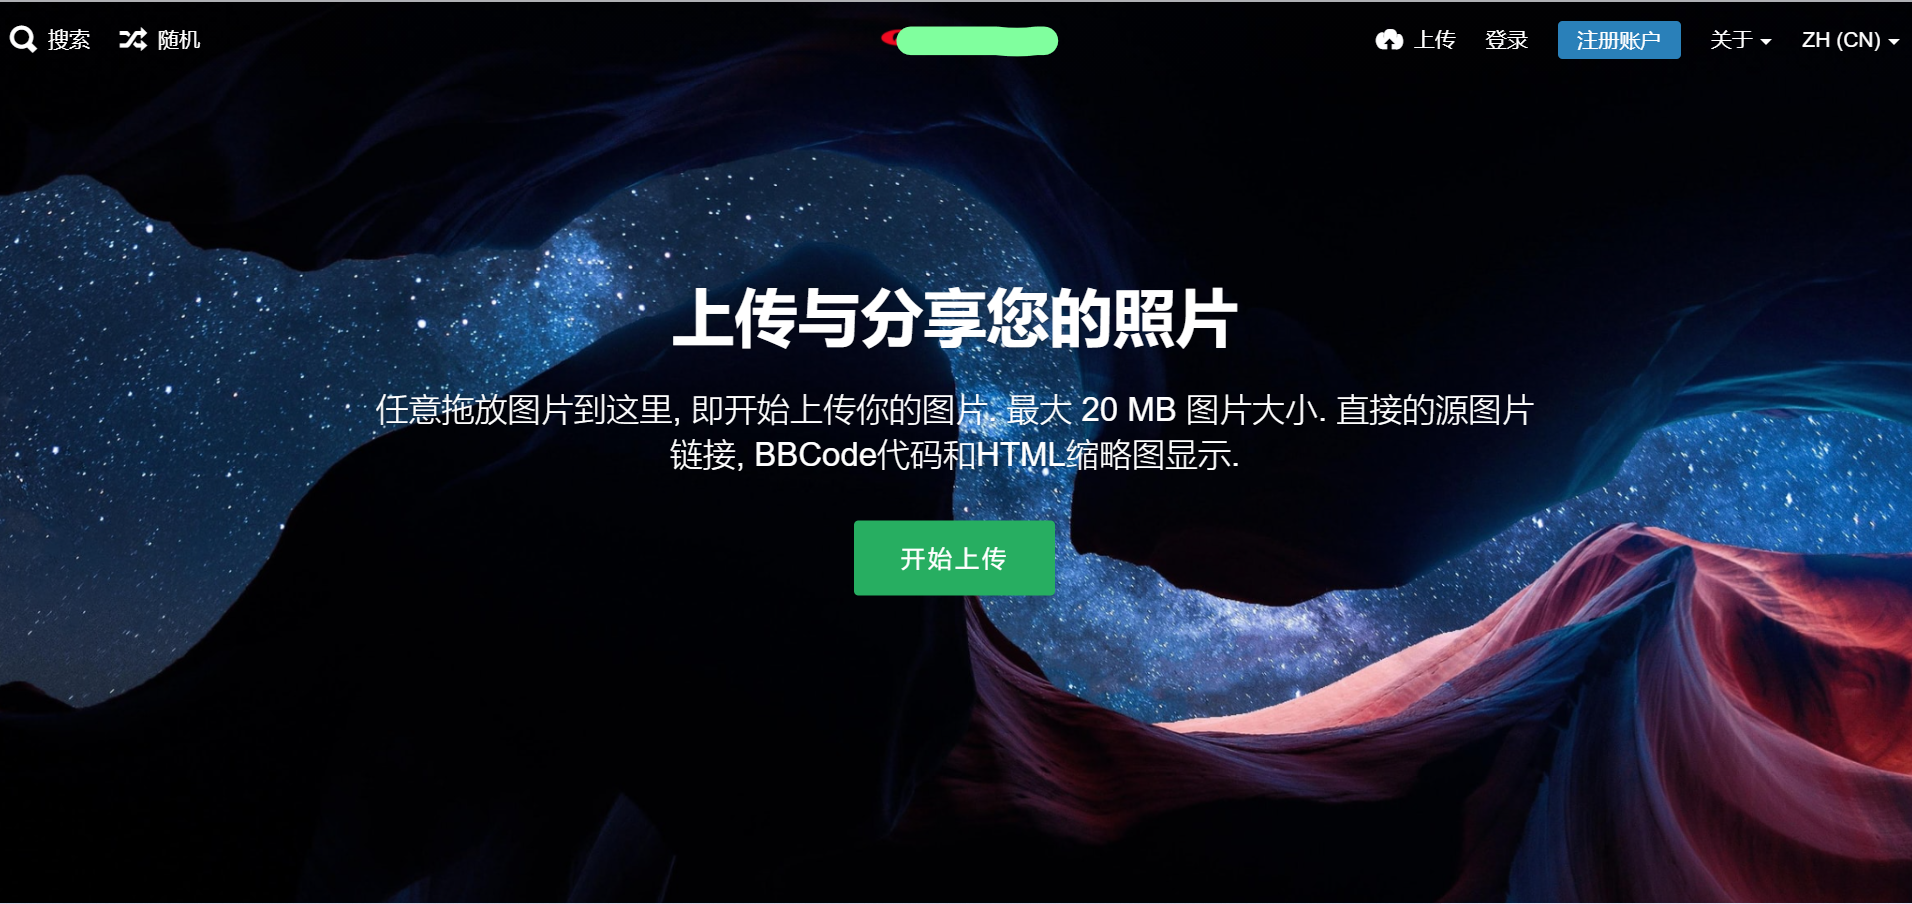 搜索
随机
上传
登录
注册账户
关于
ZH (CN)
上传与分享您的照片
任意拖放图片到这里, 即开始上传你的图片. 最大 20 MB 图片大小. 直接的源图片
链接, BBCode代码和HTML缩略图显示.
开始上传